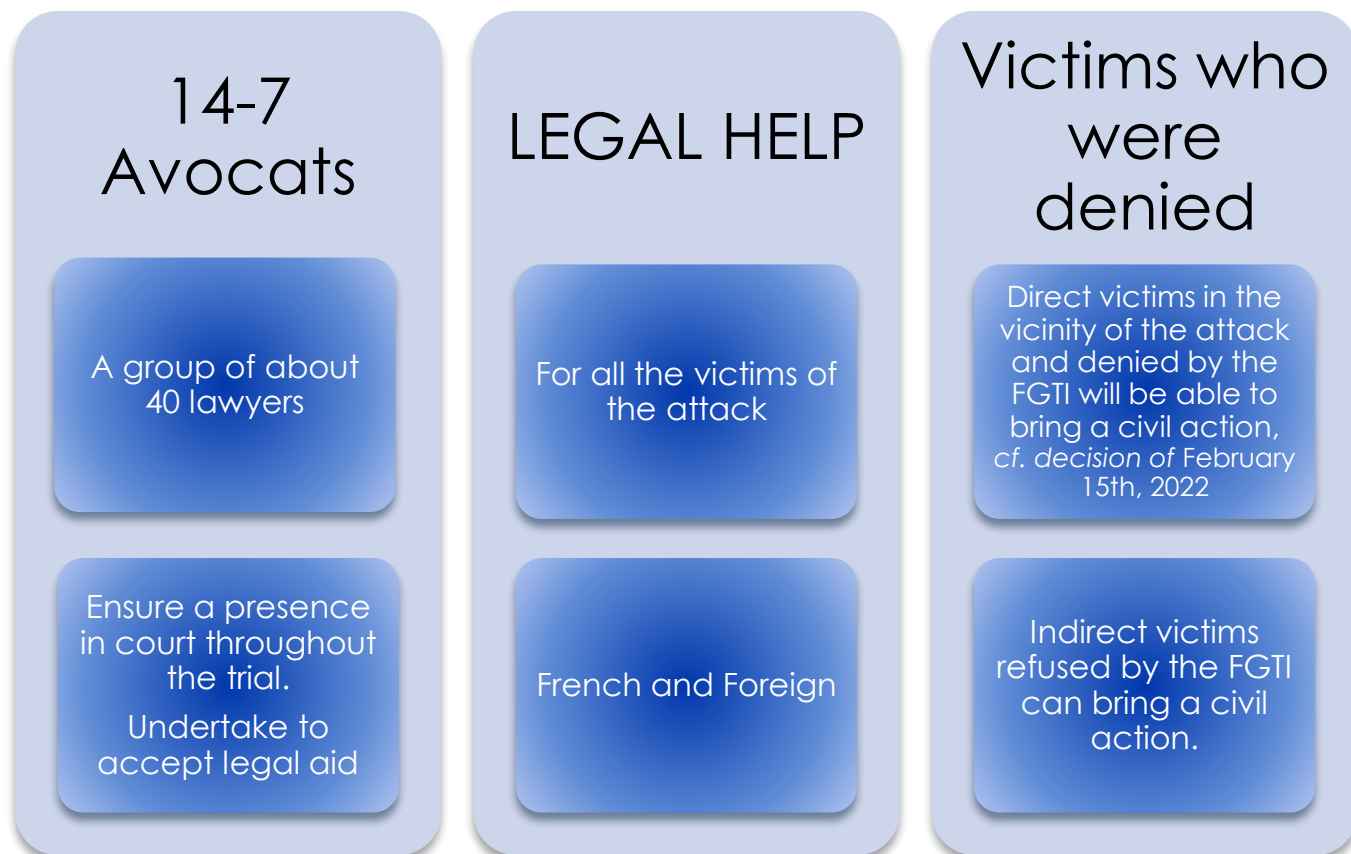 14-7
Avocats
A group of about
40 lawyers
Ensure a presence
in court throughout
the trial.
Undertake to
accept legal aid
LEGAL HELP
For all the victims of
the attack
French and Foreign
Victims who
were
denied
Direct victims in the
vicinity of the attack
and denied by the
FGTI will be able to
bring a civil action,
cf. decision of February
15th, 2022
Indirect victims
refused by the FGTI
can bring a civil
action.